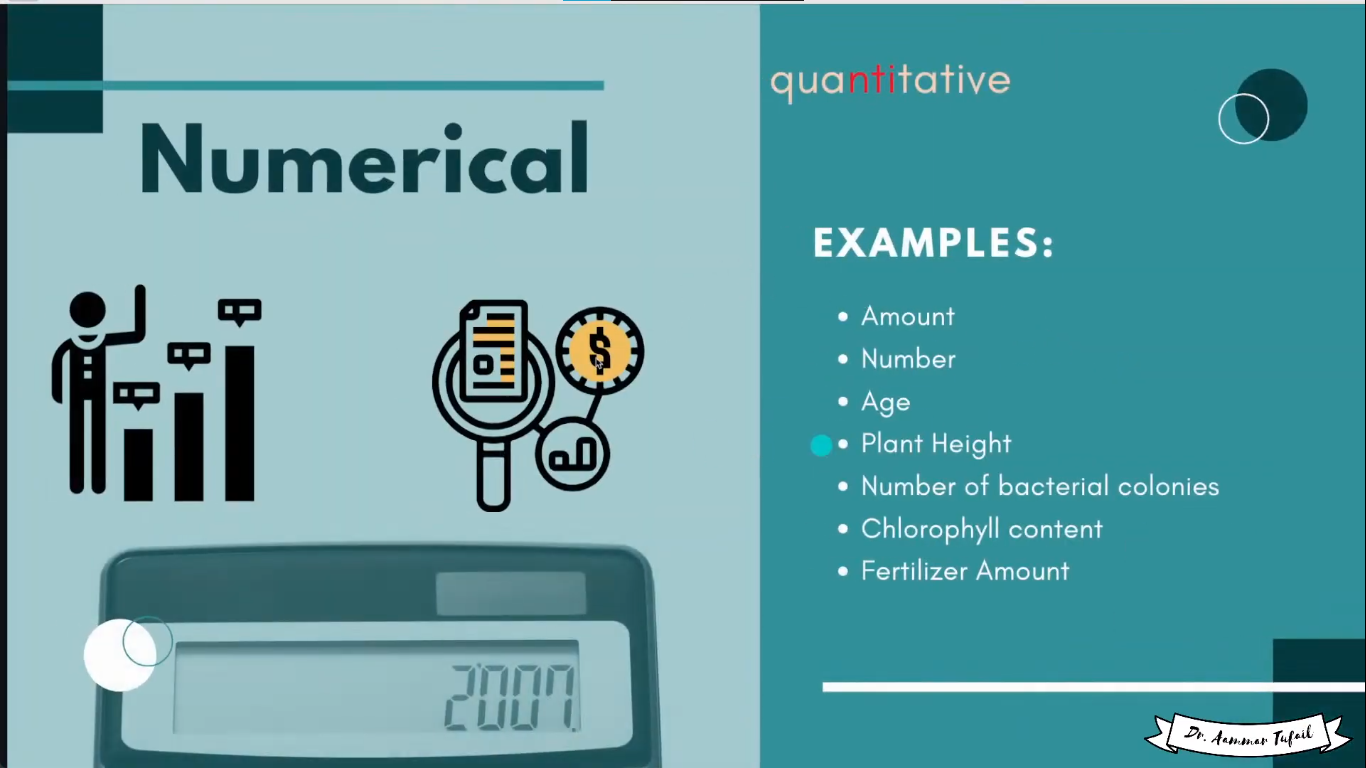 Numerical
quantitative
EXAMPLES:
• Amount
• Number
• Age
• Plant Height
• Number of bacterial colonies
• Chlorophyll content
• Fertilizer Amount
$
2007.
Dr. Aammar Tufail